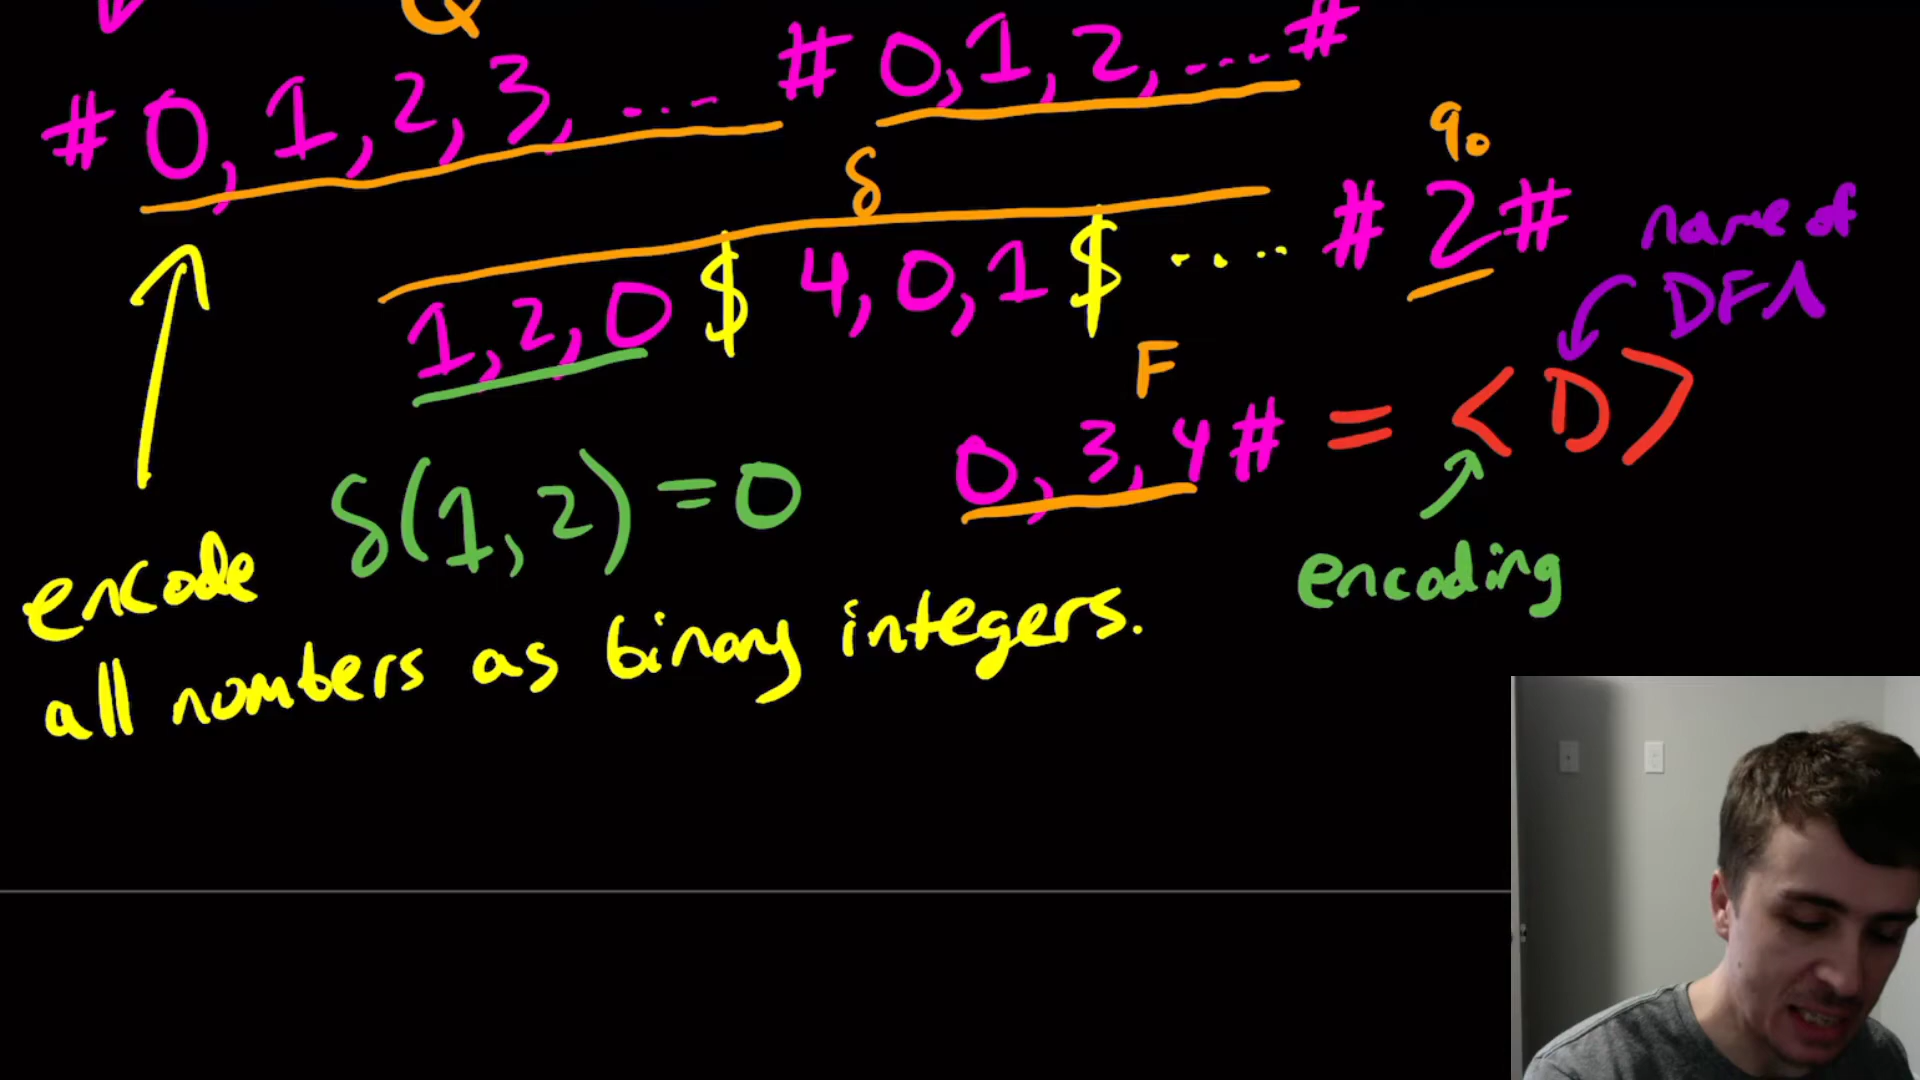 Q
# 0, 1, 2, 3, ... # 0, 1, 2, ... #
δ
q₀
1, 2, 0 $ 4, 0, 1 $ .... # 2 #
name of
DFA
F
0, 3, 4 # = <D>
δ(1, 2) = 0
encoding
encode
all numbers as binary integers.